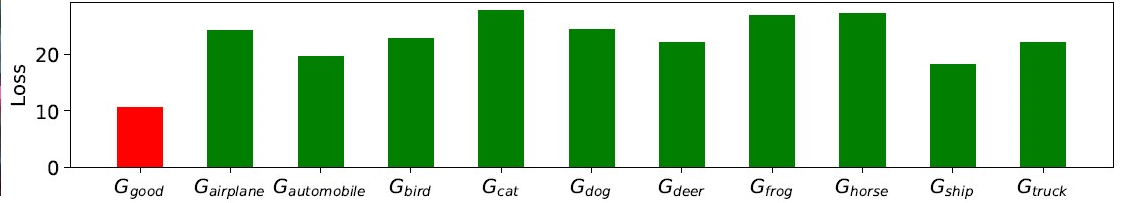 Loss
20
10
0
G_good G_airplane G_automobile G_bird G_cat G_dog G_deer G_frog G_horse G_ship G_truck